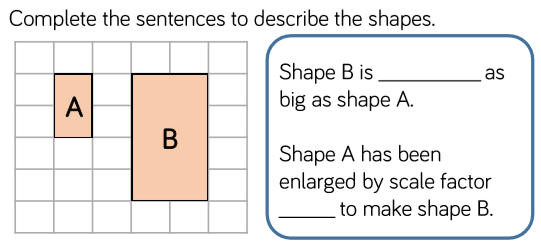 Complete the sentences to describe the shapes.
A
B
Shape B is __________ as
big as shape A.
Shape A has been
enlarged by scale factor
______ to make shape B.